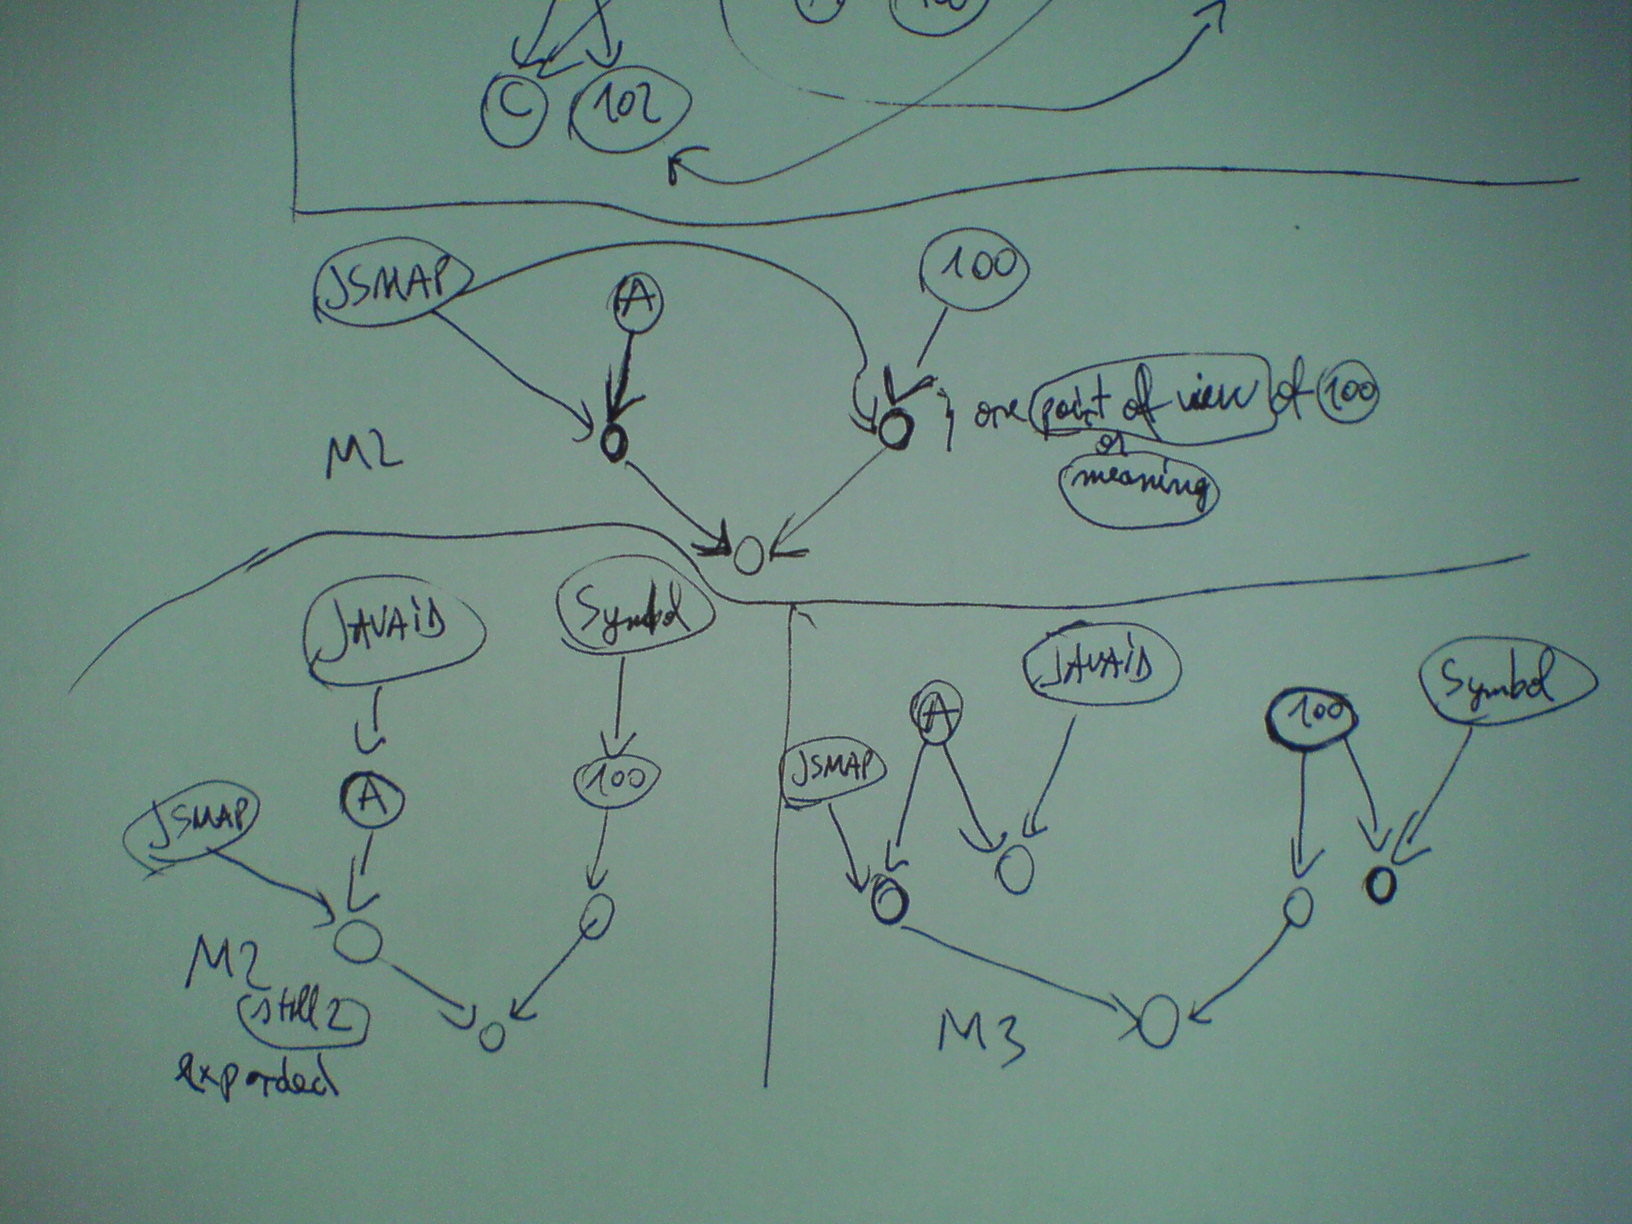 C 102
JSMAP A 100
one point of view of 100
or
meaning
M2
JAVAID Symbol
A 100
JSMAP
M2
still 2
expanded
JAVAID Symbol
A 100
JSMAP
M3